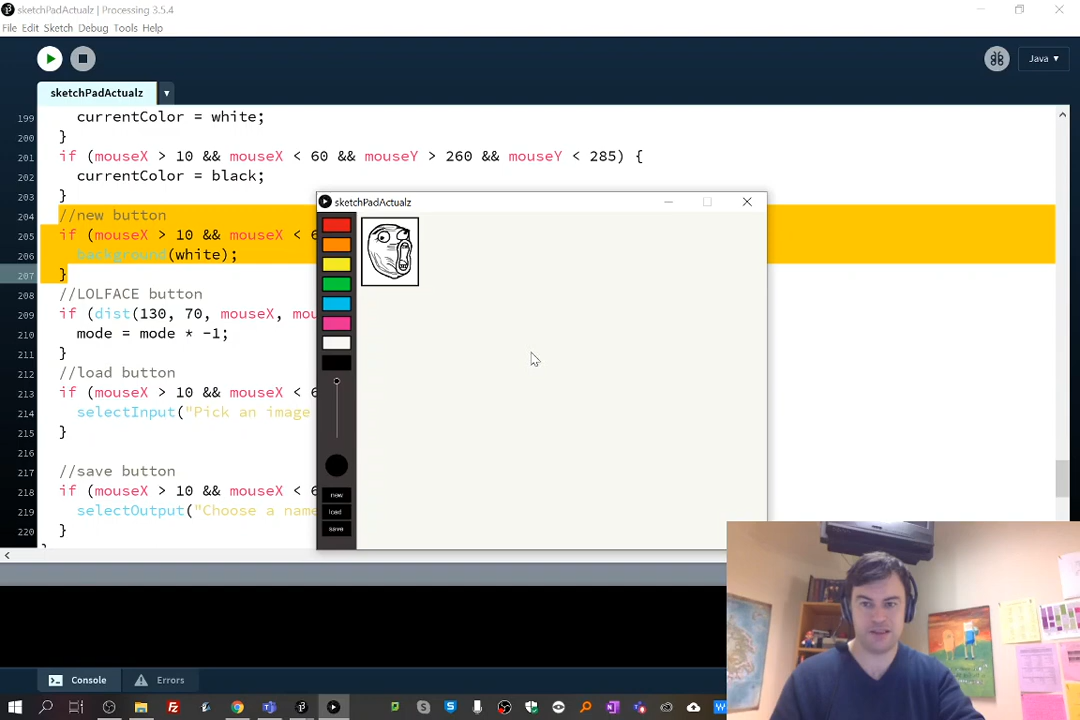 sketchPadActualz | Processing 3.5.4
File Edit Sketch Debug Tools Help
Java ▾
sketchPadActualz ▾
199 currentColor = white;
200 }
201 if (mouseX > 10 && mouseX < 60 && mouseY > 260 && mouseY < 285) {
202 currentColor = black;
203 }
204 //new button
205 if (mouseX > 10 && mouseX < 6
206 background(white);
207 }
208 //LOLFACE button
209 if (dist(130, 70, mouseX, mou
210 mode = mode * -1;
211 }
212 //load button
213 if (mouseX > 10 && mouseX < 6
214 selectInput("Pick an image
215 }
216
217 //save button
218 if (mouseX > 10 && mouseX < 6
219 selectOutput("Choose a name
220 }
sketchPadActualz
new
load
save
Console
Errors